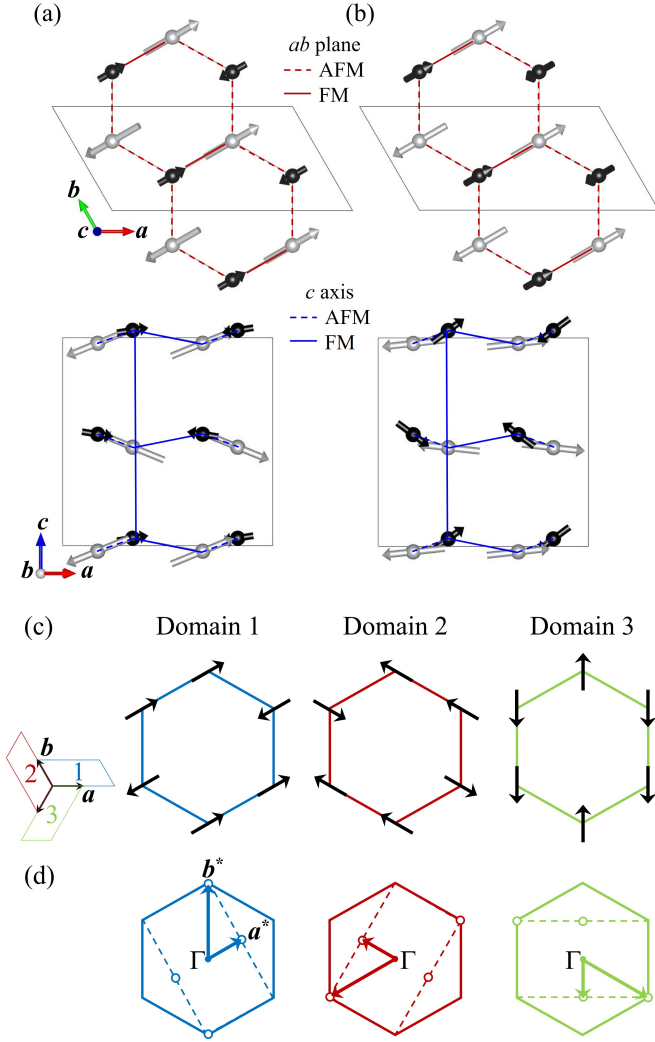 (a) (b)
ab plane
AFM
FM
b
c a
c axis
AFM
FM
c
b a
(c) Domain 1 Domain 2 Domain 3
b
2 1
a
3
(d)
b*
a*
Γ Γ Γ